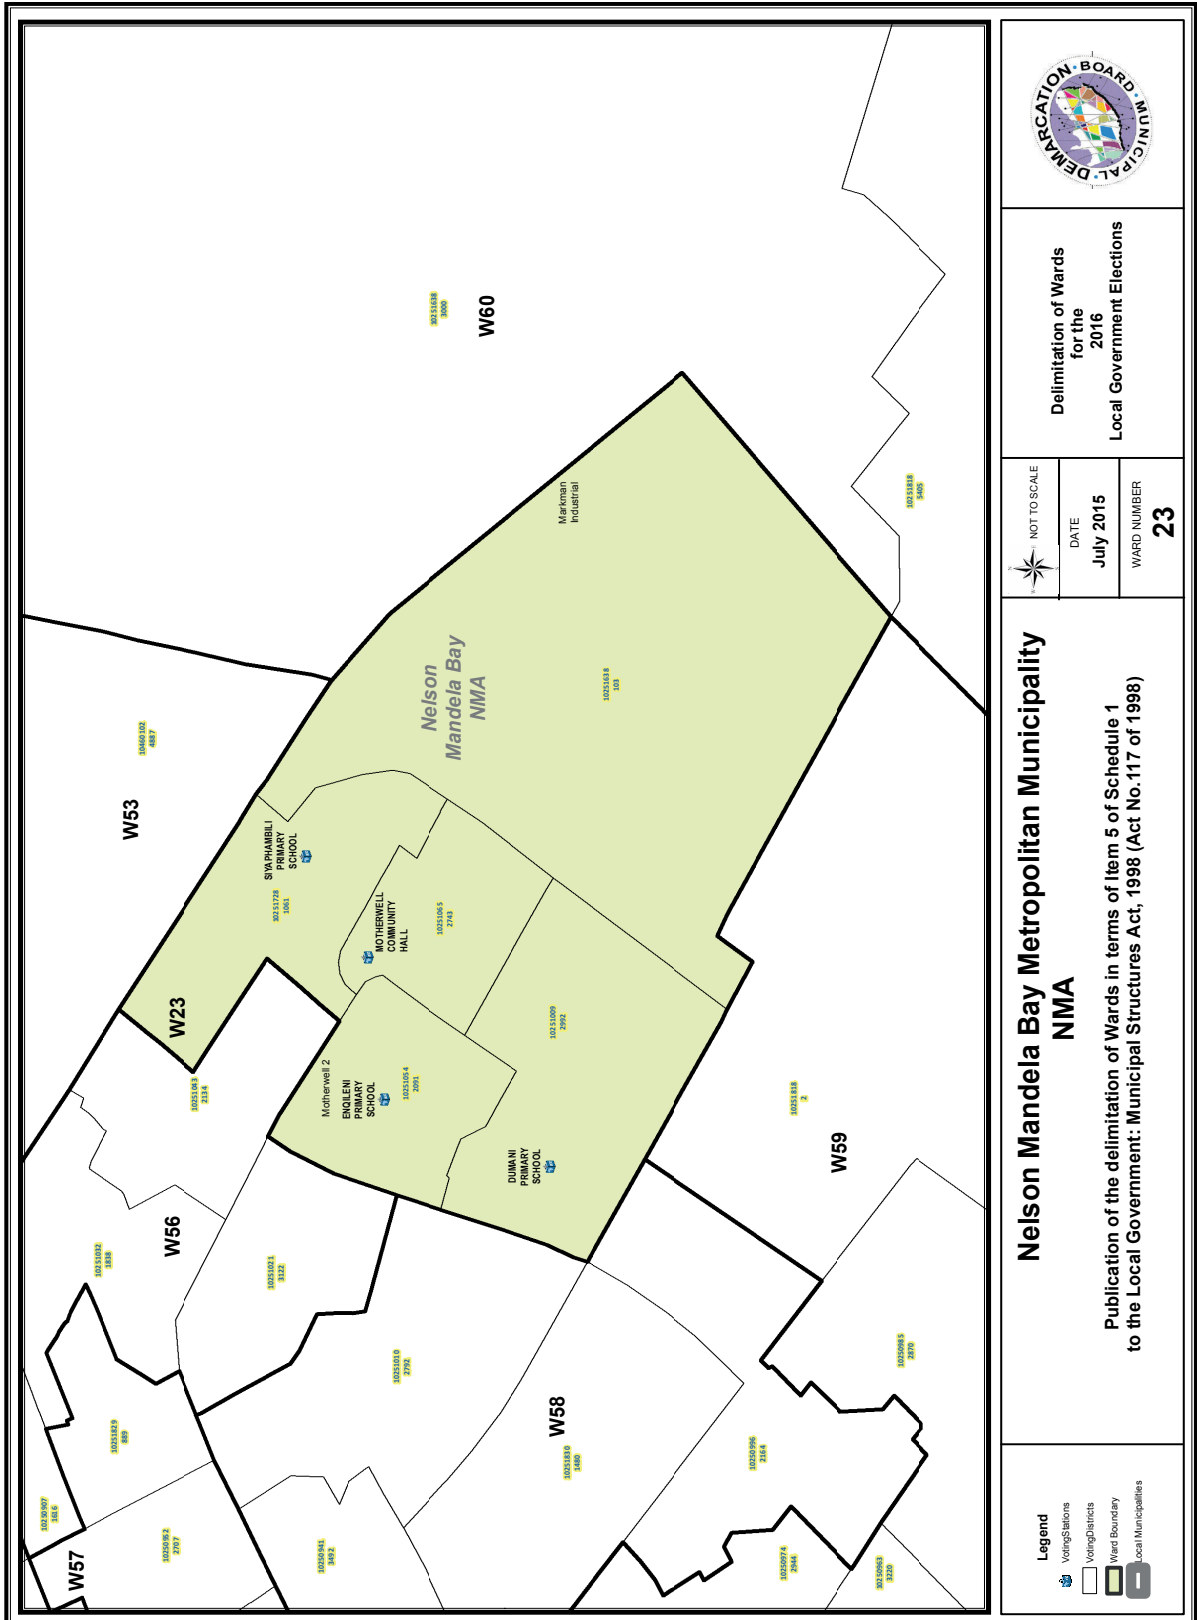 W60
10251638
3000
10251818
5405
Markman
Industrial
Nelson
Mandela Bay
NMA
10251638
103
10460102
4887
W53
SIYAPHAMBILI
PRIMARY
SCHOOL
10251728
1061
MOTHERWELL
COMMUNITY
HALL
10251065
2743
W23
10251043
2134
Motherwell 2
ENQILENI
PRIMARY
SCHOOL
10251054
2091
10251009
2992
DUMANI
PRIMARY
SCHOOL
10251818
2
W59
W56
10251032
1838
10251021
3122
10251010
2792
10250985
2870
W58
10251830
1480
10250996
2164
10251829
889
10250907
1616
10250952
2707
W57
10250941
3492
10250974
2944
10250963
3220
Legend
VotingStations
VotingDistricts
Ward Boundary
Local Municipalities
Nelson Mandela Bay Metropolitan Municipality
NMA
Publication of the delimitation of Wards in terms of Item 5 of Schedule 1
to the Local Government: Municipal Structures Act, 1998 (Act No.117 of 1998)
NOT TO SCALE
DATE
July 2015
WARD NUMBER
23
Delimitation of Wards
for the
2016
Local Government Elections
MUNICIPAL · DEMARCATION · BOARD ·